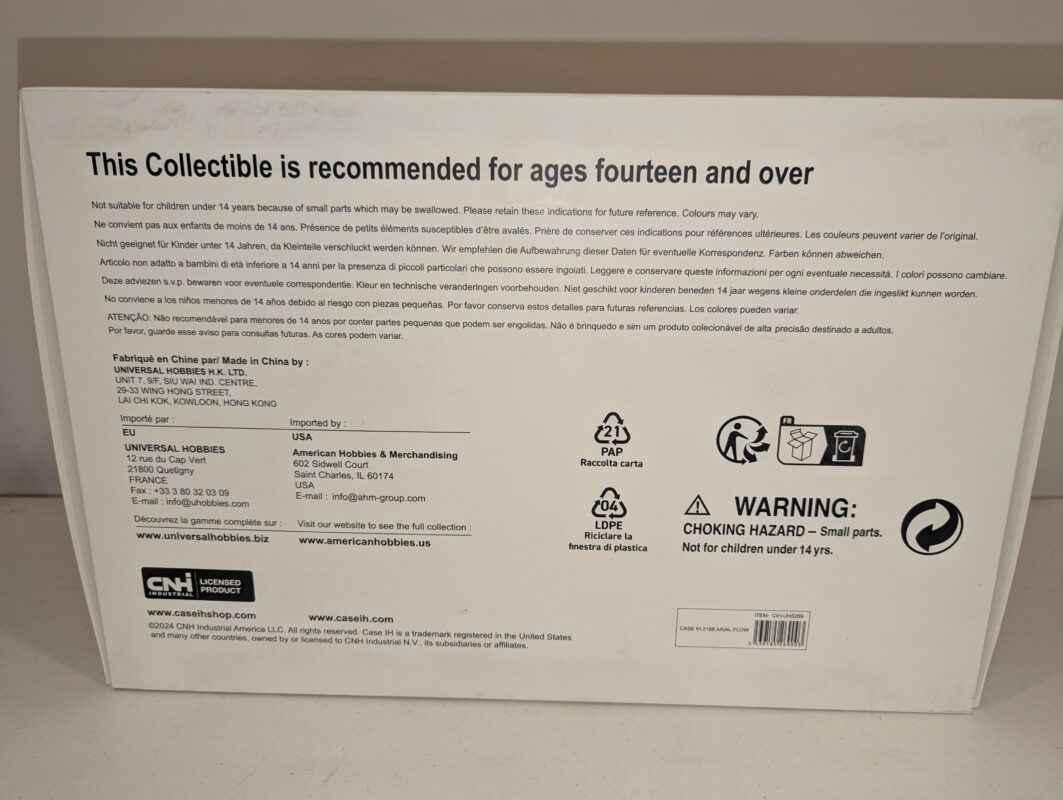 This Collectible is recommended for ages fourteen and over
Not suitable for children under 14 years because of small parts which may be swallowed. Please retain these indications for future reference. Colours may vary.
Ne convient pas aux enfants de moins de 14 ans. Présence de petits éléments susceptibles d'être avalés. Prière de conserver ces indications pour références ultérieures. Les couleurs peuvent varier de l'original.
Nicht geeignet für Kinder unter 14 Jahren, da Kleinteile verschluckt werden können. Wir empfehlen die Aufbewahrung dieser Daten für eventuelle Korrespondenz. Farben können abweichen.
Articolo non adatto a bambini di età inferiore a 14 anni per la presenza di piccoli particolari che possono essere ingoiati. Leggere e conservare queste informazioni per ogni eventuale necessità. I colori possono cambiare.
Deze adviezen s.v.p. bewaren voor eventuele correspondentie. Kleur en technische veranderingen voorbehouden. Niet geschikt voor kinderen beneden 14 jaar wegens kleine onderdelen die ingeslikt kunnen worden.
No conviene a los niños menores de 14 años debido al riesgo con piezas pequeñas. Por favor conserva estos detalles para futuras referencias. Los colores pueden variar.
ATENÇÃO: Não recomendável para menores de 14 anos por conter partes pequenas que podem ser engolidas. Não é brinquedo e sim um produto colecionável de alta precisão destinado a adultos.
Por favor, guarde esse aviso para consultas futuras. As cores podem variar.
Fabriqué en Chine par/ Made in China by :
UNIVERSAL HOBBIES H.K. LTD.
UNIT 7, 9/F, SIU WAI IND. CENTRE,
29-33 WING HONG STREET,
LAI CHI KOK, KOWLOON, HONG KONG
Importé par :
EU
UNIVERSAL HOBBIES
12 rue du Cap Vert
21800 Quetigny
FRANCE
Fax : +33 3 80 32 03 09
E-mail : info@uhobbies.com
Découvrez la gamme complète sur :
www.universalhobbies.biz
Imported by :
USA
American Hobbies & Merchandising
602 Sidwell Court
Saint Charles, IL 60174
USA
E-mail : info@ahm-group.com
Visit our website to see the full collection :
www.americanhobbies.us
21
PAP
Raccolta carta
04
LDPE
Riciclare la
finestra di plastica
WARNING:
CHOKING HAZARD – Small parts.
Not for children under 14 yrs.
CNH
INDUSTRIAL
LICENSED
PRODUCT
www.caseihshop.com
www.caseih.com
©2024 CNH Industrial America LLC. All rights reserved. Case IH is a trademark registered in the United States
and many other countries, owned by or licensed to CNH Industrial N.V., its subsidiaries or affiliates.
ITEM:
CASE IH 2188 AXIAL-FLOW